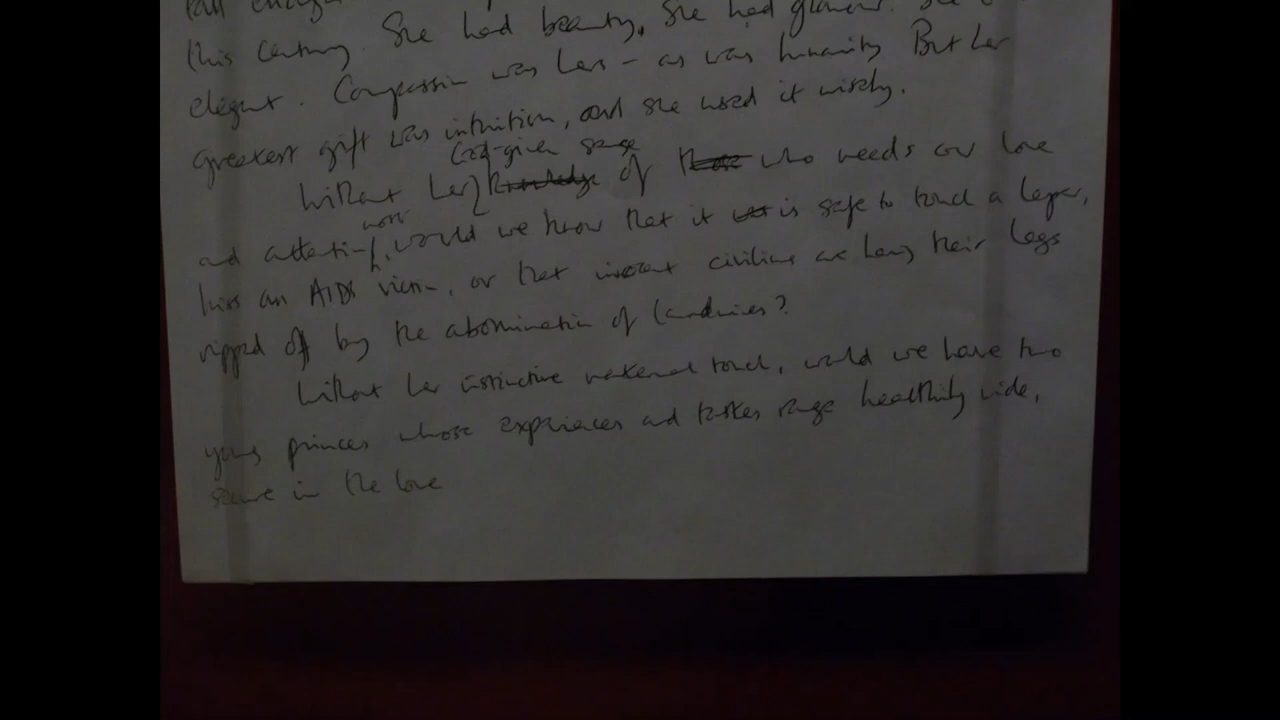 this century. She had beauty, she had glamour. She
elegant. Compassion was hers – as was humanity. But her
greatest gift was intuition, and she used it wisely.
God-given sense
Without her knowledge of those who needs our love
most
and attention, would we know that it is safe to touch a leper,
kiss an AIDS victim, or that innocent civilians are having their legs
ripped off by the abomination of landmines?
Without her instinctive maternal touch, would we have two
young princes whose experiences and tastes range healthily wide,
secure in the love